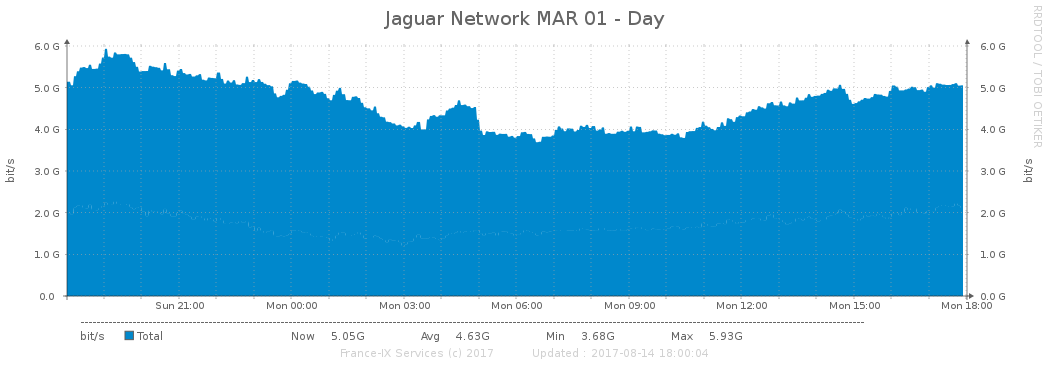 Jaguar Network MAR 01 - Day
RRDTOOL / TOBI OETIKER
6.0 G 6.0 G
5.0 G 5.0 G
4.0 G 4.0 G
3.0 G 3.0 G
2.0 G 2.0 G
1.0 G 1.0 G
0.0 0.0 G
bit/s
bit/s
Sun 21:00 Mon 00:00 Mon 03:00 Mon 06:00 Mon 09:00 Mon 12:00 Mon 15:00 Mon 18:00
bit/s Total Now 5.05G Avg 4.63G Min 3.68G Max 5.93G
France-IX Services (c) 2017 Updated : 2017-08-14 18:00:04